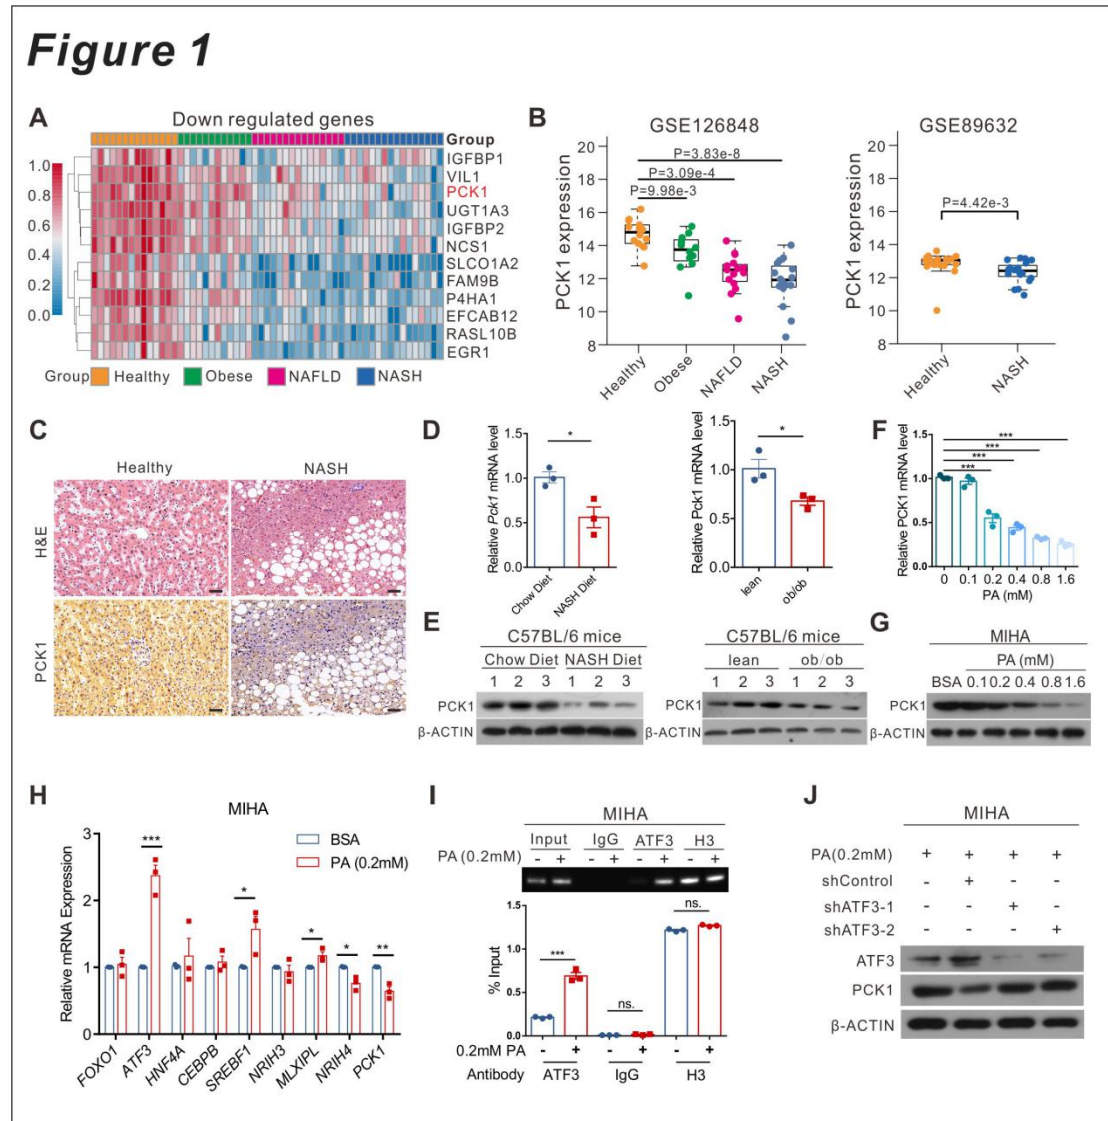 Figure 1
A
Down regulated genes
Group
1.0
0.8
0.6
0.4
0.2
0.0
IGFBP1
VIL1
PCK1
UGT1A3
IGFBP2
NCS1
SLCO1A2
FAM9B
P4HA1
EFCAB12
RASL10B
EGR1
Group Healthy Obese NAFLD NASH
B
GSE126848
PCK1 expression
P=3.83e-8
P=3.09e-4
P=9.98e-3
18
16
14
12
10
8
Healthy Obese NAFLD NASH
GSE89632
PCK1 expression
P=4.42e-3
18
16
14
12
10
8
Healthy NASH
C
Healthy NASH
H&E
PCK1
D
Relative Pck1 mRNA level
1.5
1.0
0.5
0.0
*
Chow Diet NASH Diet
Relative Pck1 mRNA level
1.5
1.0
0.5
0.0
*
lean ob/ob
E
C57BL/6 mice
Chow Diet NASH Diet
1 2 3 1 2 3
PCK1
β-ACTIN
C57BL/6 mice
lean ob/ob
1 2 3 1 2 3
PCK1
β-ACTIN
F
Relative PCK1 mRNA level
1.5
1.0
0.5
0.0
***
***
***
***
0 0.1 0.2 0.4 0.8 1.6
PA (mM)
G
MIHA
PA (mM)
BSA 0.1 0.2 0.4 0.8 1.6
PCK1
β-ACTIN
H
MIHA
Relative mRNA Expression
3
2
1
0
BSA
PA (0.2mM)
***
*
*
*
**
FOXO1 ATF3 HNF4A CEBPB SREBF1 NRIH3 MLXIPL NRIH4 PCK1
I
MIHA
Input IgG ATF3 H3
PA (0.2mM) - + - + - + - +
% Input
1.5
1.0
0.5
0.0
***
ns.
ns.
0.2mM PA - + - + - +
Antibody ATF3 IgG H3
J
MIHA
PA(0.2mM) + + + +
shControl - + - -
shATF3-1 - - + -
shATF3-2 - - - +
ATF3
PCK1
β-ACTIN